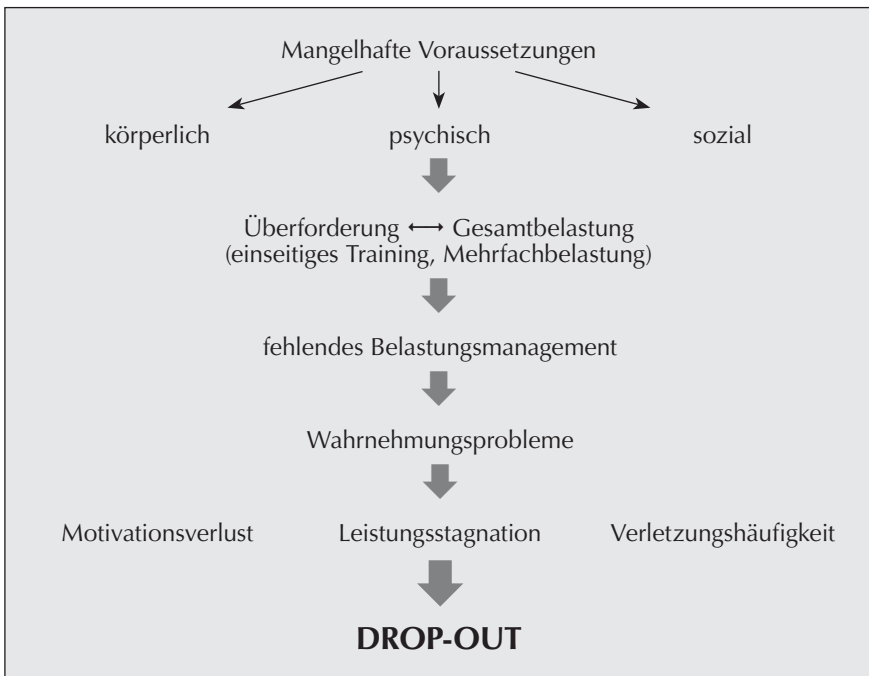 Mangelhafte Voraussetzungen
körperlich psychisch sozial
Überforderung ↔ Gesamtbelastung
(einseitiges Training, Mehrfachbelastung)
fehlendes Belastungsmanagement
Wahrnehmungsprobleme
Motivationsverlust Leistungsstagnation Verletzungshäufigkeit
DROP-OUT